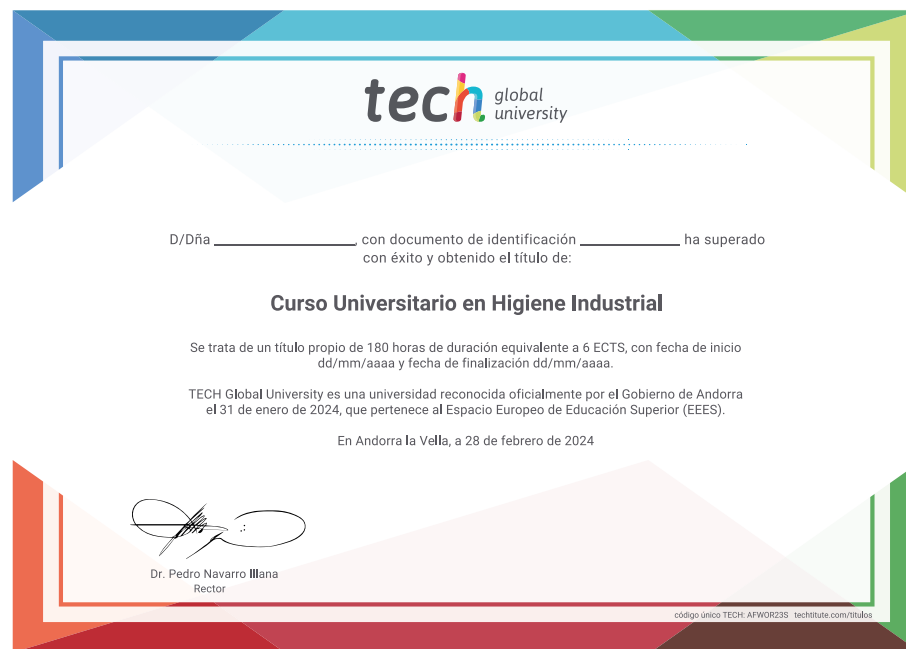 tech global university
D/Dña ______________, con documento de identificación __________ ha superado
con éxito y obtenido el título de:
Curso Universitario en Higiene Industrial
Se trata de un título propio de 180 horas de duración equivalente a 6 ECTS, con fecha de inicio
dd/mm/aaaa y fecha de finalización dd/mm/aaaa.
TECH Global University es una universidad reconocida oficialmente por el Gobierno de Andorra
el 31 de enero de 2024, que pertenece al Espacio Europeo de Educación Superior (EEES).
En Andorra la Vella, a 28 de febrero de 2024
Dr. Pedro Navarro Illana
Rector
código único TECH: AFWOR23S techtitute.com/titulos